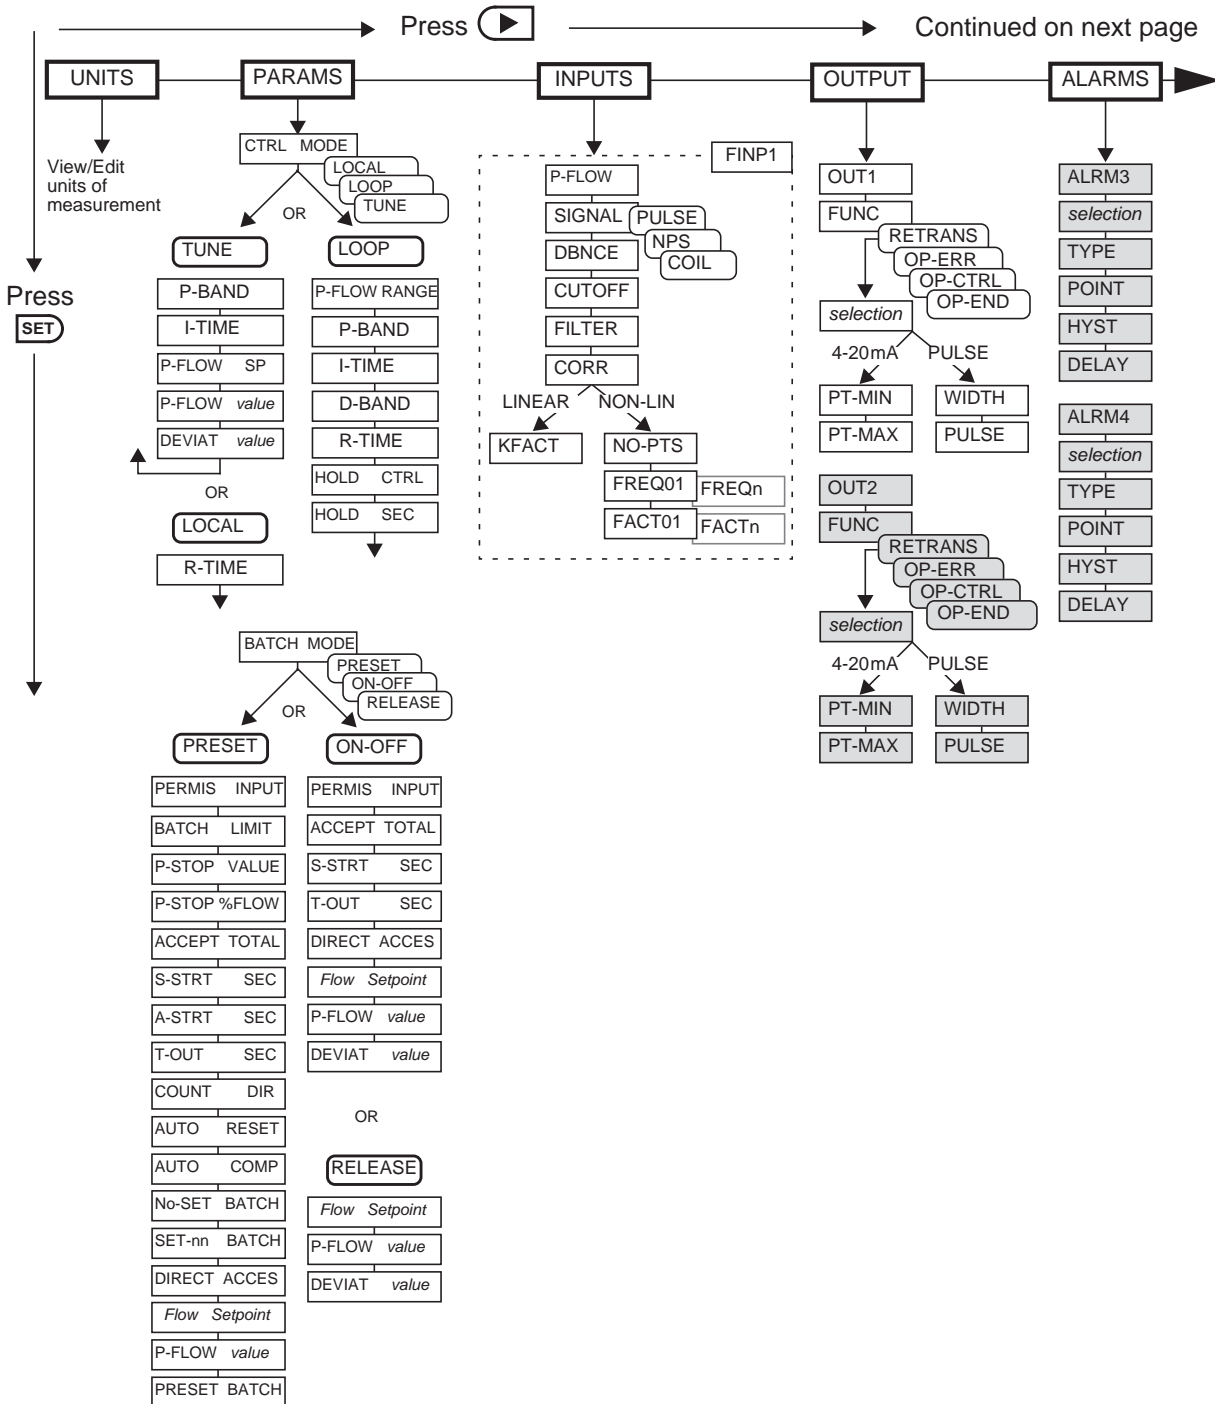 Press
Continued on next page
UNITS
PARAMS
INPUTS
OUTPUT
ALARMS
Press
SET
View/Edit
units of
measurement
CTRL MODE
LOCAL
LOOP
TUNE
OR
TUNE
P-BAND
I-TIME
P-FLOW SP
P-FLOW value
DEVIAT value
OR
LOCAL
R-TIME
LOOP
P-FLOW RANGE
P-BAND
I-TIME
D-BAND
R-TIME
HOLD CTRL
HOLD SEC
BATCH MODE
PRESET
ON-OFF
RELEASE
OR
PRESET
PERMIS INPUT
BATCH LIMIT
P-STOP VALUE
P-STOP %FLOW
ACCEPT TOTAL
S-STRT SEC
A-STRT SEC
T-OUT SEC
COUNT DIR
AUTO RESET
AUTO COMP
No-SET BATCH
SET-nn BATCH
DIRECT ACCES
Flow Setpoint
P-FLOW value
PRESET BATCH
ON-OFF
PERMIS INPUT
ACCEPT TOTAL
S-STRT SEC
T-OUT SEC
DIRECT ACCES
Flow Setpoint
P-FLOW value
DEVIAT value
OR
RELEASE
Flow Setpoint
P-FLOW value
DEVIAT value
FINP1
P-FLOW
SIGNAL
PULSE
NPS
COIL
DBNCE
CUTOFF
FILTER
CORR
LINEAR
NON-LIN
KFACT
NO-PTS
FREQ01
FREQn
FACT01
FACTn
OUT1
FUNC
RETRANS
OP-ERR
OP-CTRL
OP-END
selection
4-20mA
PULSE
PT-MIN
WIDTH
PT-MAX
PULSE
OUT2
FUNC
RETRANS
OP-ERR
OP-CTRL
OP-END
selection
4-20mA
PULSE
PT-MIN
WIDTH
PT-MAX
PULSE
ALRM3
selection
TYPE
POINT
HYST
DELAY
ALRM4
selection
TYPE
POINT
HYST
DELAY